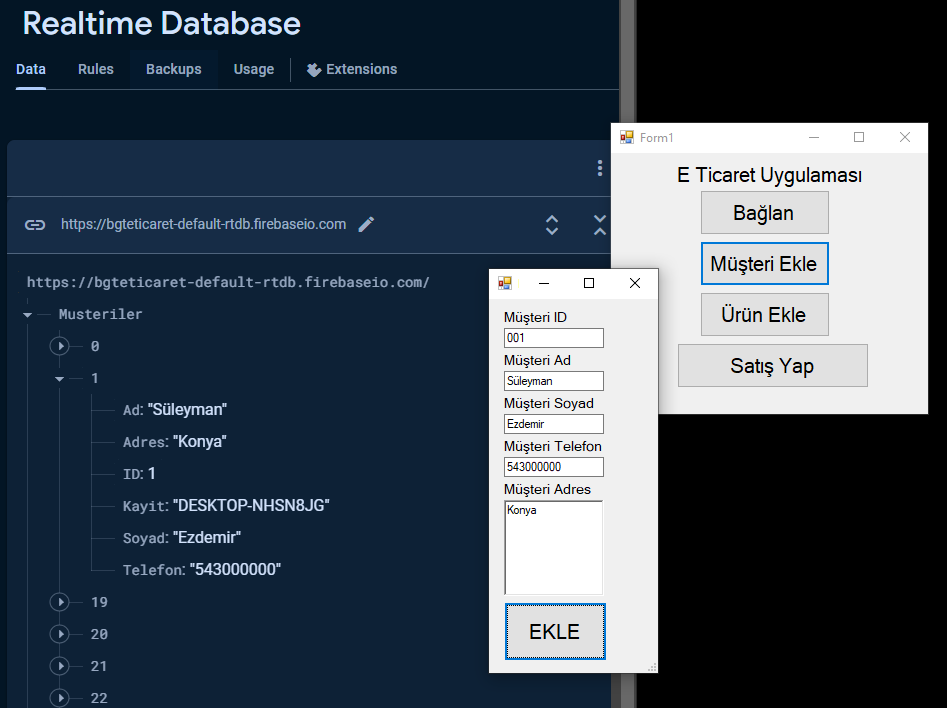 Realtime Database
Data Rules Backups Usage Extensions
https://bgteticaret-default-rtdb.firebaseio.com
https://bgteticaret-default-rtdb.firebaseio.com/
Musteriler
0
1
Ad: "Süleyman"
Adres: "Konya"
ID: 1
Kayit: "DESKTOP-NHSN8JG"
Soyad: "Ezdemir"
Telefon: "543000000"
19
20
21
22
Form1
E Ticaret Uygulaması
Bağlan
Müşteri Ekle
Ürün Ekle
Satış Yap
Müşteri ID
001
Müşteri Ad
Süleyman
Müşteri Soyad
Ezdemir
Müşteri Telefon
543000000
Müşteri Adres
Konya
EKLE